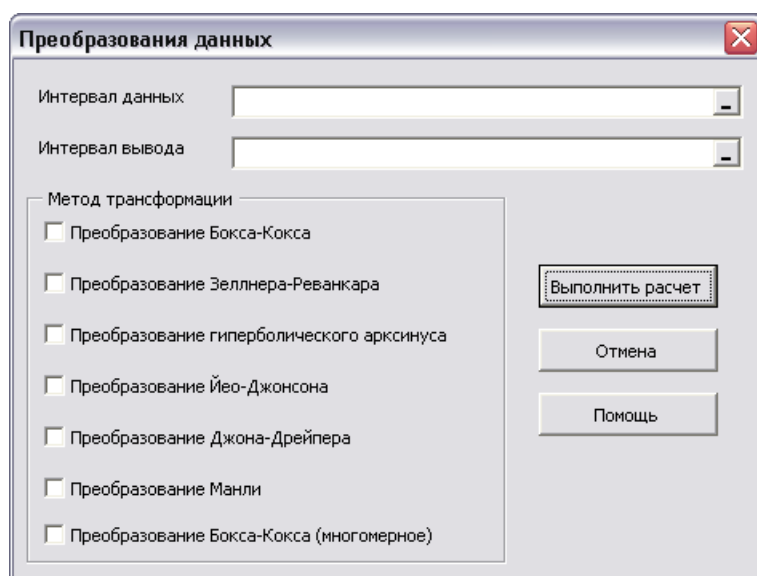 Преобразования данных
Интервал данных
Интервал вывода
Метод трансформации
Преобразование Бокса-Кокса
Преобразование Зеллнера-Реванкара
Преобразование гиперболического арксинуса
Преобразование Йео-Джонсона
Преобразование Джона-Дрейпера
Преобразование Манли
Преобразование Бокса-Кокса (многомерное)
Выполнить расчет
Отмена
Помощь